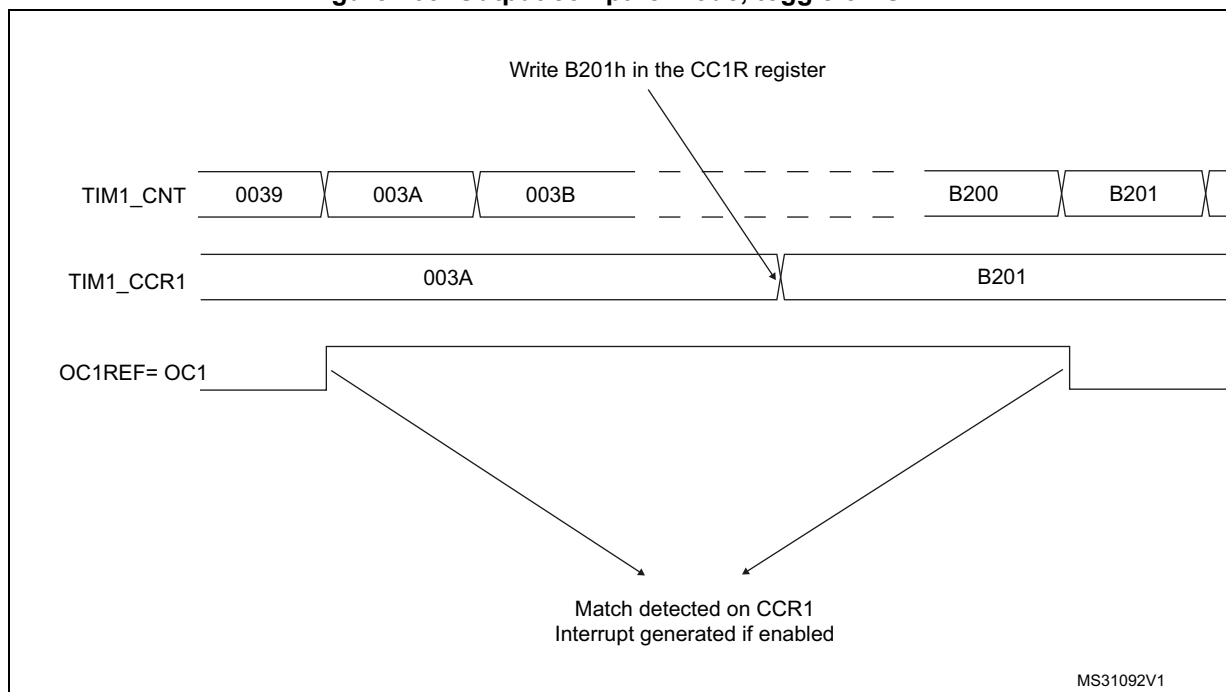 Write B201h in the CC1R register
TIM1_CNT 0039 003A 003B B200 B201
TIM1_CCR1 003A B201
OC1REF= OC1
Match detected on CCR1
Interrupt generated if enabled
MS31092V1